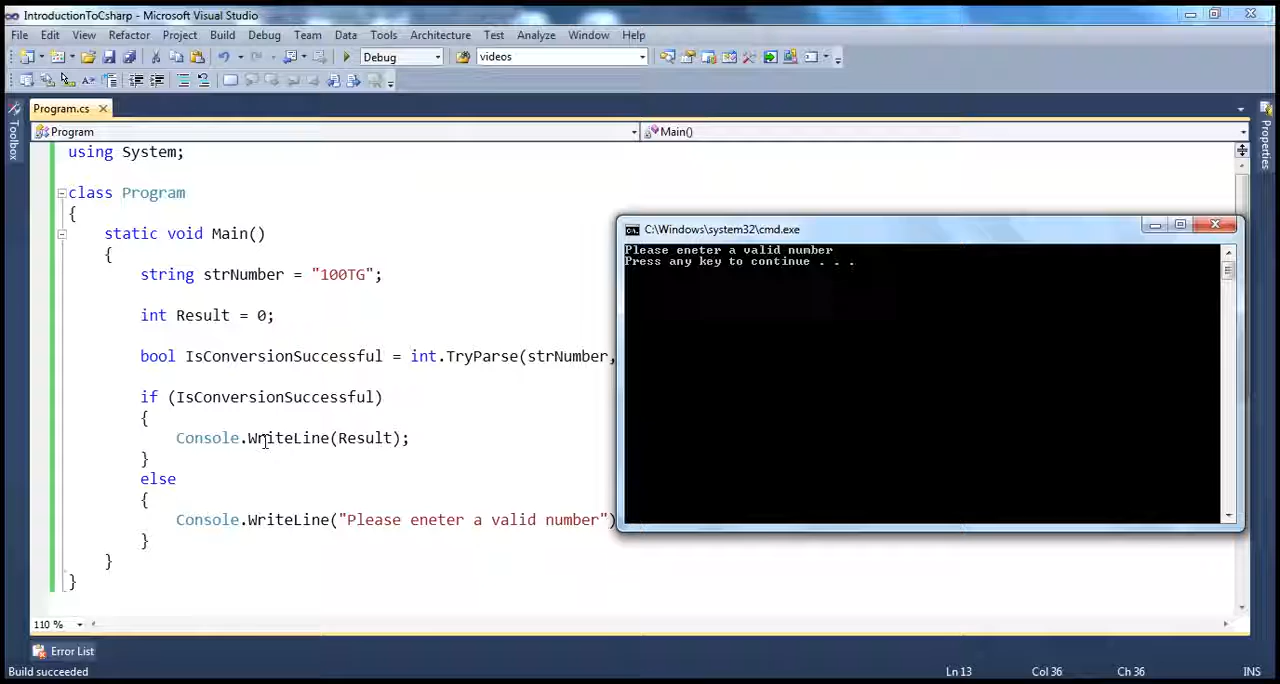 IntroductionToCsharp - Microsoft Visual Studio
File Edit View Refactor Project Build Debug Team Data Tools Architecture Test Analyze Window Help
Debug videos
Program.cs
Program Main()
Toolbox
Properties
using System;
class Program
{
static void Main()
{
string strNumber = "100TG";
int Result = 0;
bool IsConversionSuccessful = int.TryParse(strNumber,
if (IsConversionSuccessful)
{
Console.WriteLine(Result);
}
else
{
Console.WriteLine("Please eneter a valid number")
}
}
}
C:\Windows\system32\cmd.exe
Please eneter a valid number
Press any key to continue . . .
110 %
Error List
Build succeeded Ln 13 Col 36 Ch 36 INS